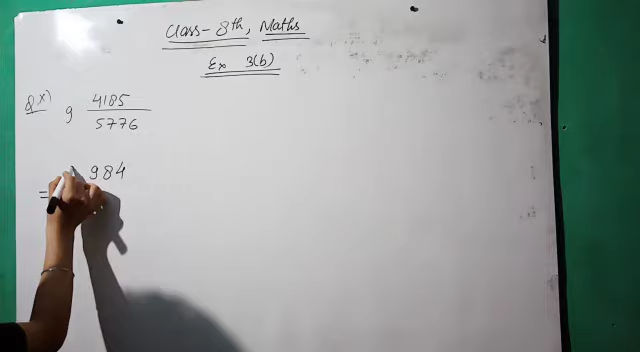 Class - 8th, Maths
Ex 3(b)
Q x) 9 4185
5776
= 984